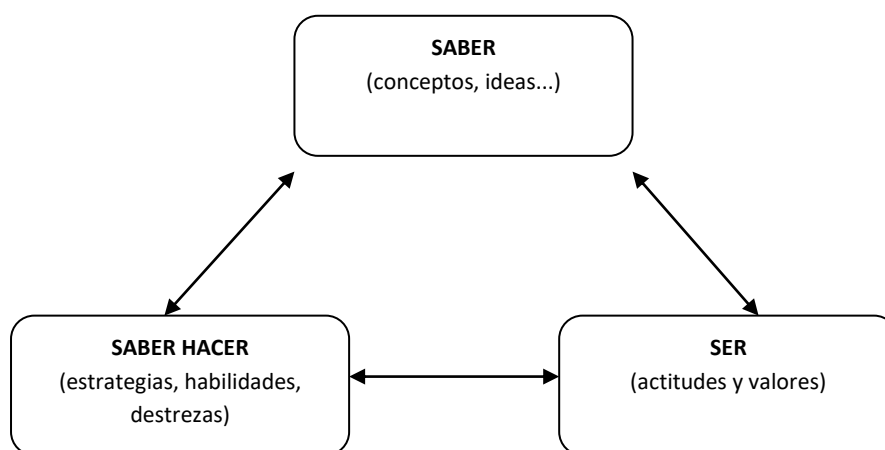 SABER
(conceptos, ideas...)
SABER HACER
(estrategias, habilidades,
destrezas)
SER
(actitudes y valores)